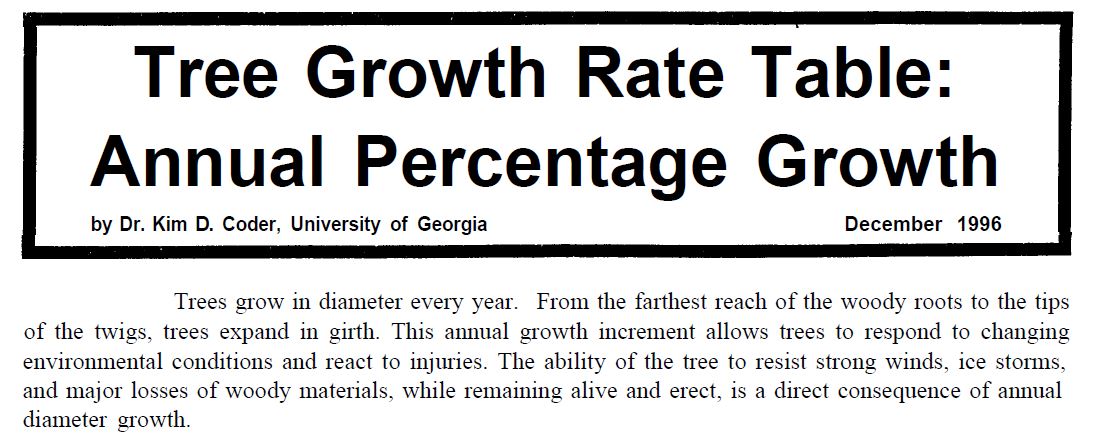 Tree Growth Rate Table:
Annual Percentage Growth
by Dr. Kim D. Coder, University of Georgia December 1996
Trees grow in diameter every year. From the farthest reach of the woody roots to the tips
of the twigs, trees expand in girth. This annual growth increment allows trees to respond to changing
environmental conditions and react to injuries. The ability of the tree to resist strong winds, ice storms,
and major losses of woody materials, while remaining alive and erect, is a direct consequence of annual
diameter growth.